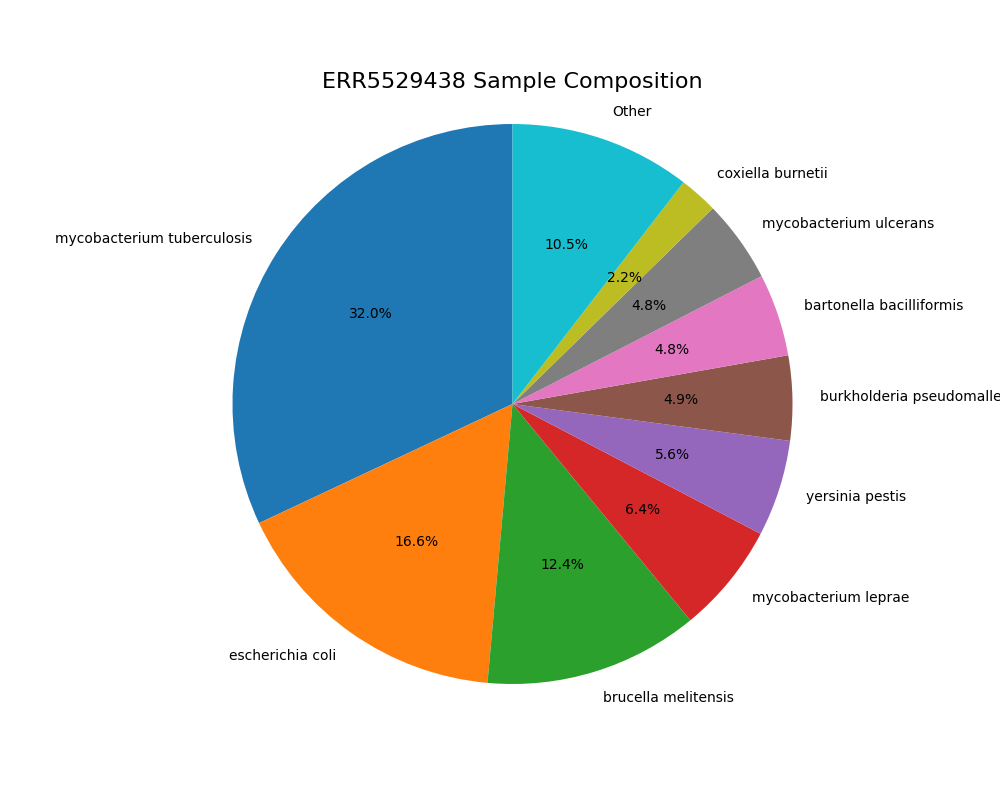 ERR5529438 Sample Composition
Other
coxiella burnetii
mycobacterium ulcerans
mycobacterium tuberculosis
10.5%
2.2%
4.8%
bartonella bacilliformis
32.0%
4.8%
4.9%
burkholderia pseudomalle
5.6%
yersinia pestis
6.4%
16.6%
12.4%
mycobacterium leprae
escherichia coli
brucella melitensis